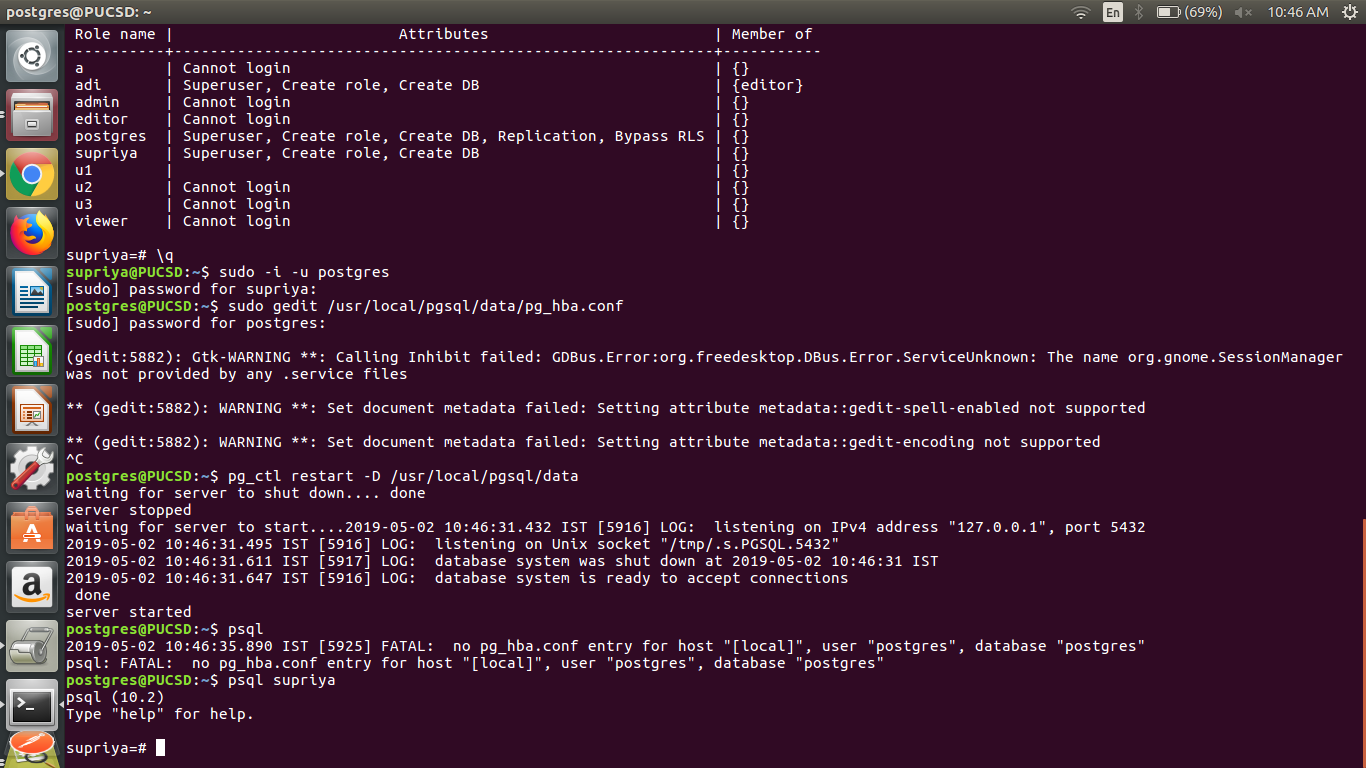 postgres@PUCSD: ~
En
(69%)
10:46 AM
Role name | Attributes | Member of
-----------+------------------------------------------------------------+-----------
a | Cannot login | {}
adi | Superuser, Create role, Create DB | {editor}
admin | Cannot login | {}
editor | Cannot login | {}
postgres | Superuser, Create role, Create DB, Replication, Bypass RLS | {}
supriya | Superuser, Create role, Create DB | {}
u1 | | {}
u2 | Cannot login | {}
u3 | Cannot login | {}
viewer | Cannot login | {}
supriya=# \q
supriya@PUCSD:~$ sudo -i -u postgres
[sudo] password for supriya:
postgres@PUCSD:~$ sudo gedit /usr/local/pgsql/data/pg_hba.conf
[sudo] password for postgres:
(gedit:5882): Gtk-WARNING **: Calling Inhibit failed: GDBus.Error:org.freedesktop.DBus.Error.ServiceUnknown: The name org.gnome.SessionManager
was not provided by any .service files
** (gedit:5882): WARNING **: Set document metadata failed: Setting attribute metadata::gedit-spell-enabled not supported
** (gedit:5882): WARNING **: Set document metadata failed: Setting attribute metadata::gedit-encoding not supported
^C
postgres@PUCSD:~$ pg_ctl restart -D /usr/local/pgsql/data
waiting for server to shut down.... done
server stopped
waiting for server to start....2019-05-02 10:46:31.432 IST [5916] LOG:  listening on IPv4 address "127.0.0.1", port 5432
2019-05-02 10:46:31.495 IST [5916] LOG:  listening on Unix socket "/tmp/.s.PGSQL.5432"
2019-05-02 10:46:31.611 IST [5917] LOG:  database system was shut down at 2019-05-02 10:46:31 IST
2019-05-02 10:46:31.647 IST [5916] LOG:  database system is ready to accept connections
done
server started
postgres@PUCSD:~$ psql
2019-05-02 10:46:35.890 IST [5925] FATAL:  no pg_hba.conf entry for host "[local]", user "postgres", database "postgres"
psql: FATAL:  no pg_hba.conf entry for host "[local]", user "postgres", database "postgres"
postgres@PUCSD:~$ psql supriya
psql (10.2)
Type "help" for help.
supriya=#